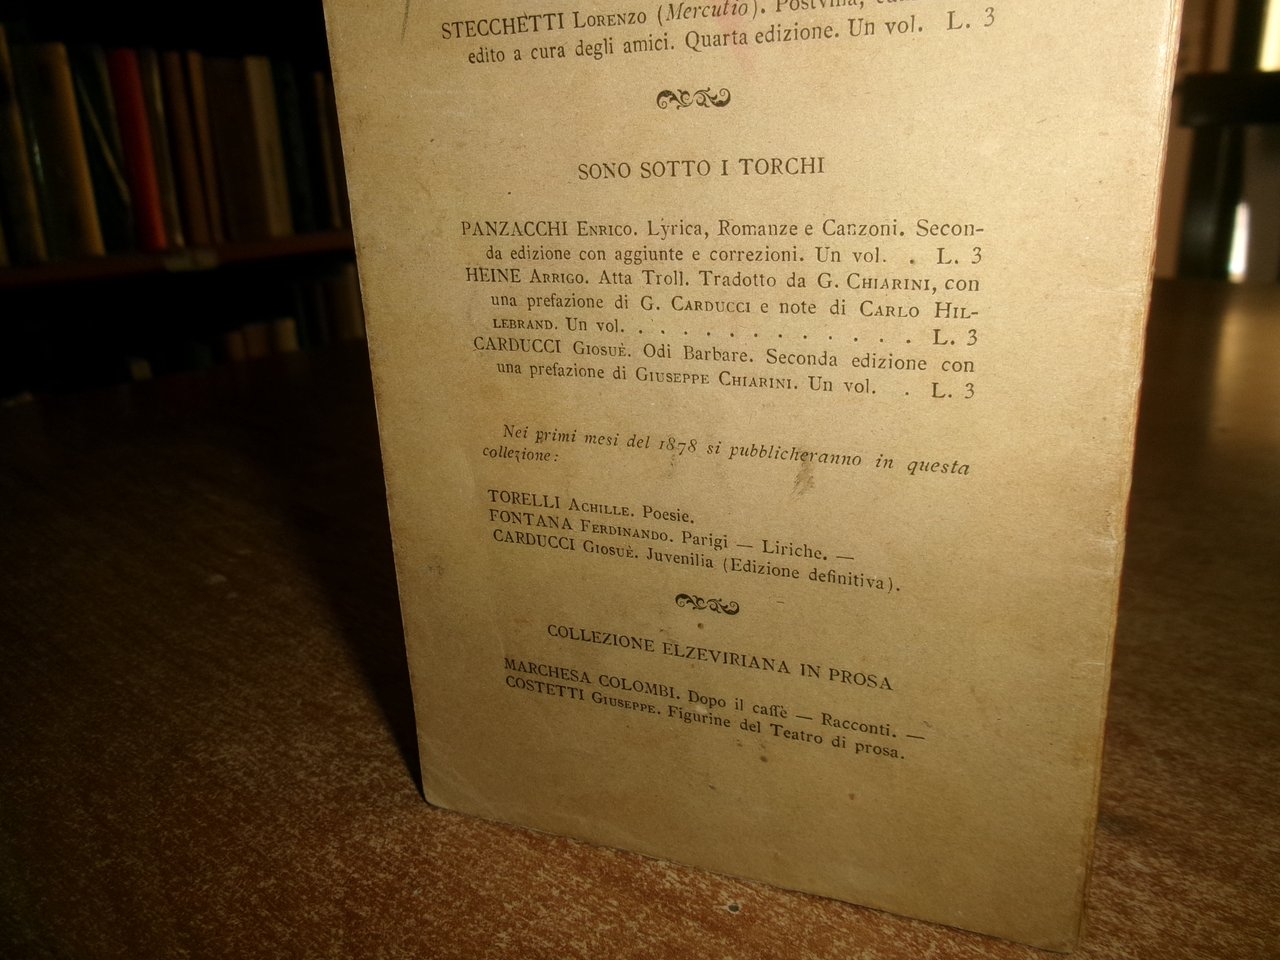 STECCHETTI LORENZO (Mercutio). Postuma,
edito a cura degli amici. Quarta edizione. Un vol. L. 3
SONO SOTTO I TORCHI
PANZACCHI ENRICO. Lyrica, Romanze e Canzoni. Secon-
da edizione con aggiunte e correzioni. Un vol. . L. 3
HEINE ARRIGO. Atta Troll. Tradotto da G. CHIARINI, con
una prefazione di G. CARDUCCI e note di CARLO HIL-
LEBRAND. Un vol. . . . . . . . . . . . . L. 3
CARDUCCI GIOSUÈ. Odi Barbare. Seconda edizione con
una prefazione di GIUSEPPE CHIARINI. Un vol. . L. 3
Nei primi mesi del 1878 si pubblicheranno in questa
collezione:
TORELLI ACHILLE. Poesie.
FONTANA FERDINANDO. Parigi — Liriche. —
CARDUCCI GIOSUÈ. Juvenilia (Edizione definitiva).
COLLEZIONE ELZEVIRIANA IN PROSA
MARCHESA COLOMBI. Dopo il caffè — Racconti. —
COSTETTI GIUSEPPE. Figurine del Teatro di prosa.